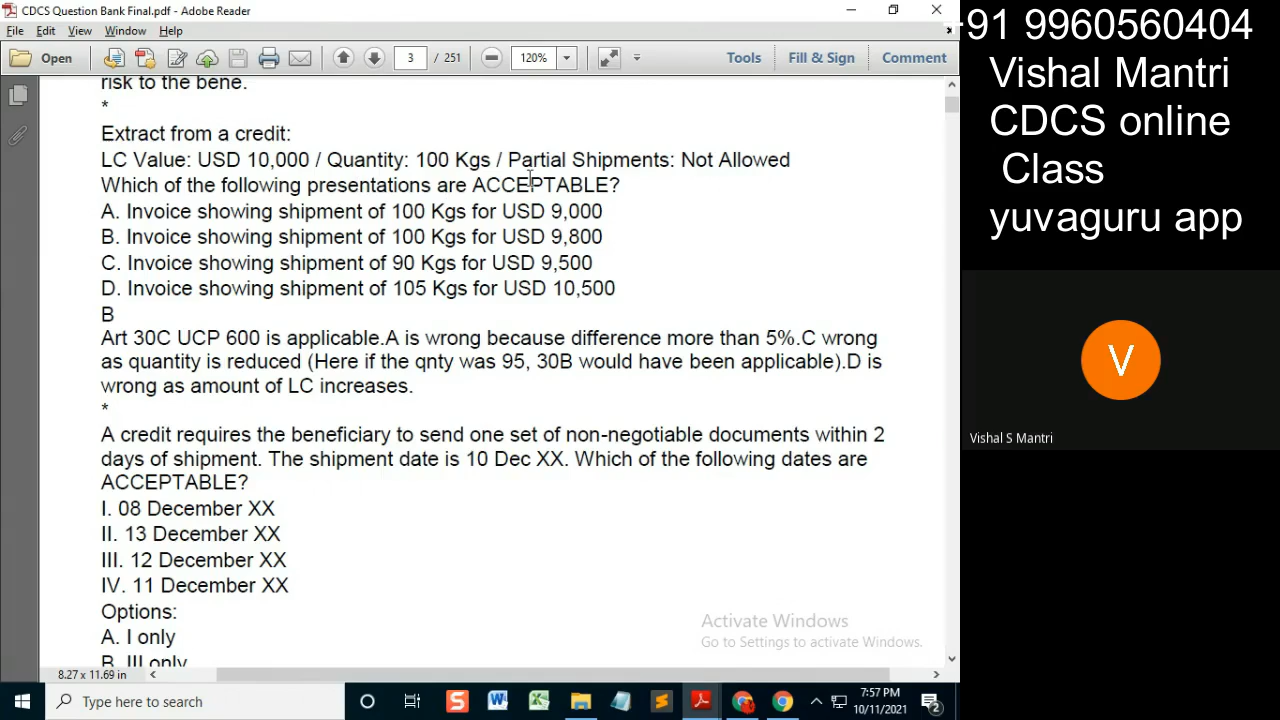 CDCS Question Bank Final.pdf - Adobe Reader
File Edit View Window Help
Open 3 / 251 120% Tools Fill & Sign Comment
risk to the bene.
*
Extract from a credit:
LC Value: USD 10,000 / Quantity: 100 Kgs / Partial Shipments: Not Allowed
Which of the following presentations are ACCEPTABLE?
A. Invoice showing shipment of 100 Kgs for USD 9,000
B. Invoice showing shipment of 100 Kgs for USD 9,800
C. Invoice showing shipment of 90 Kgs for USD 9,500
D. Invoice showing shipment of 105 Kgs for USD 10,500
B
Art 30C UCP 600 is applicable.A is wrong because difference more than 5%.C wrong
as quantity is reduced (Here if the qnty was 95, 30B would have been applicable).D is
wrong as amount of LC increases.
*
A credit requires the beneficiary to send one set of non-negotiable documents within 2
days of shipment. The shipment date is 10 Dec XX. Which of the following dates are
ACCEPTABLE?
I. 08 December XX
II. 13 December XX
III. 12 December XX
IV. 11 December XX
Options:
A. I only
B. III only
Activate Windows
Go to Settings to activate Windows.
8.27 x 11.69 in
Type here to search
7:57 PM
10/11/2021
2
+91 9960560404
Vishal Mantri
CDCS online
Class
yuvaguru app
V
Vishal S Mantri